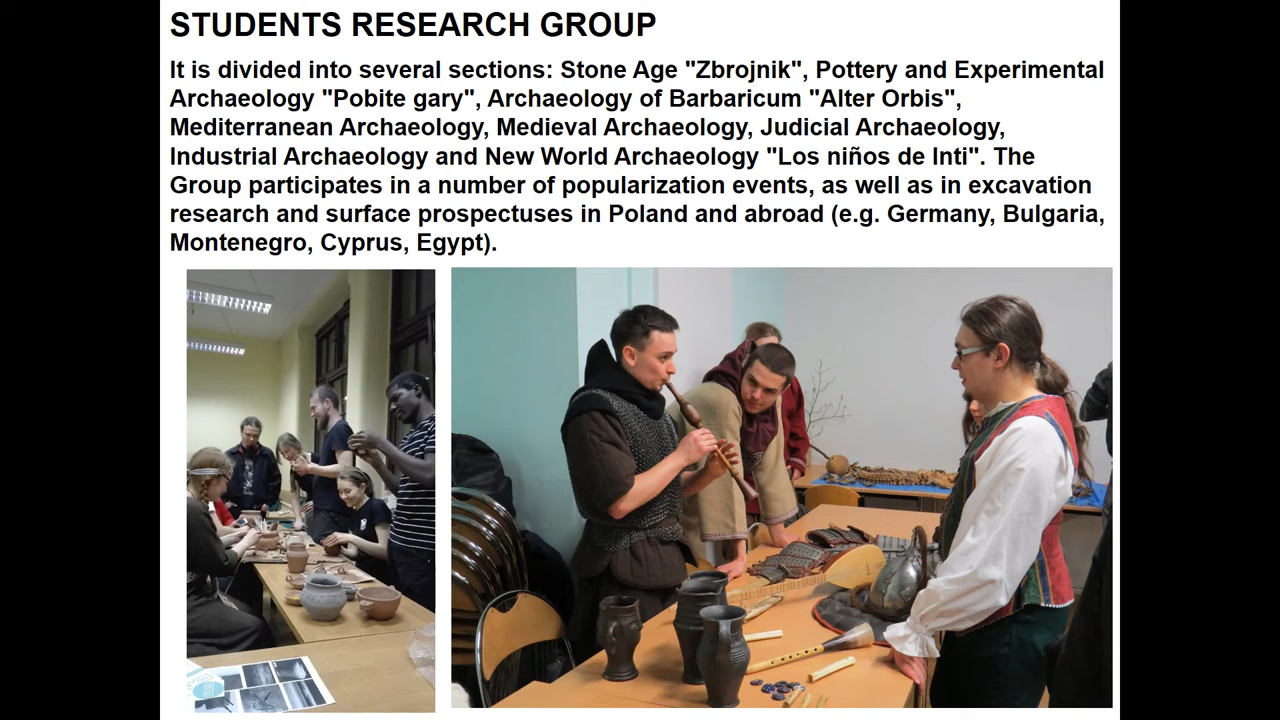 STUDENTS RESEARCH GROUP
It is divided into several sections: Stone Age "Zbrojnik", Pottery and Experimental
Archaeology "Pobite gary", Archaeology of Barbaricum "Alter Orbis",
Mediterranean Archaeology, Medieval Archaeology, Judicial Archaeology,
Industrial Archaeology and New World Archaeology "Los niños de Inti". The
Group participates in a number of popularization events, as well as in excavation
research and surface prospectuses in Poland and abroad (e.g. Germany, Bulgaria,
Montenegro, Cyprus, Egypt).